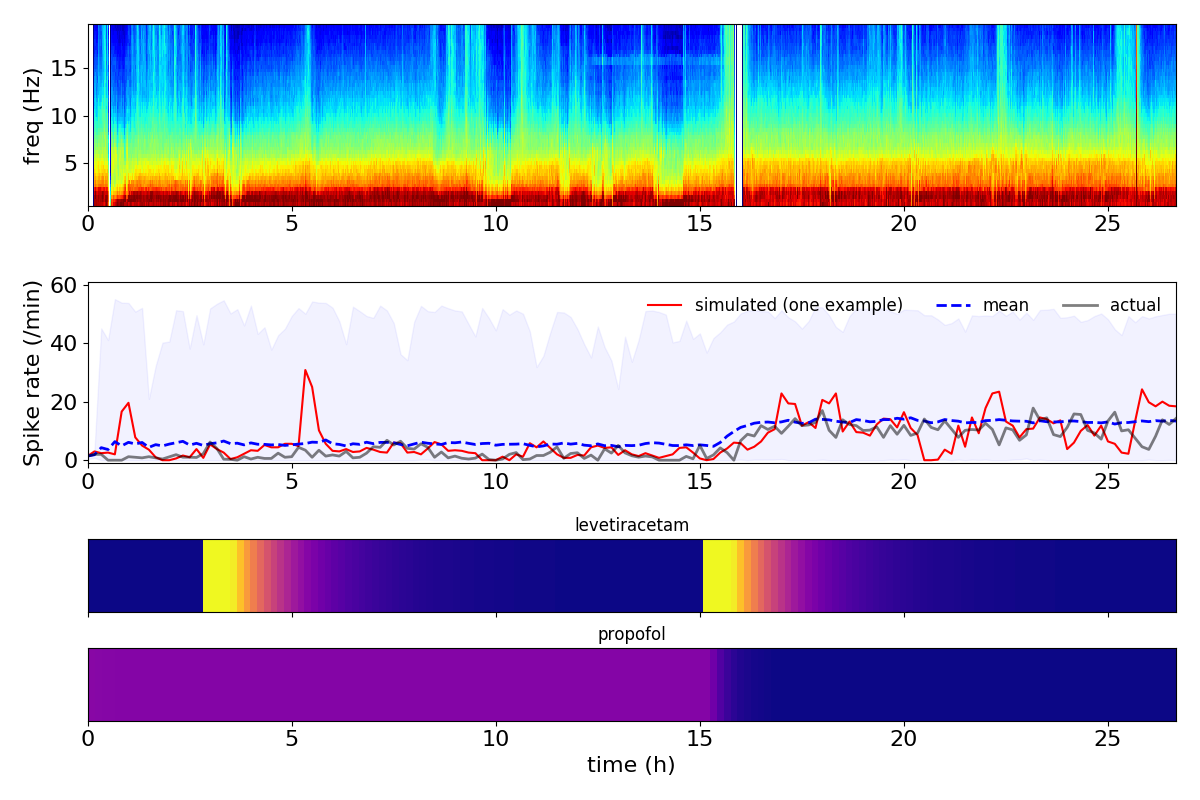 freq (Hz)
15
10
5
0 5 10 15 20 25
Spike rate (/min)
60
40
20
0
simulated (one example) mean actual
0 5 10 15 20 25
levetiracetam
propofol
0 5 10 15 20 25
time (h)